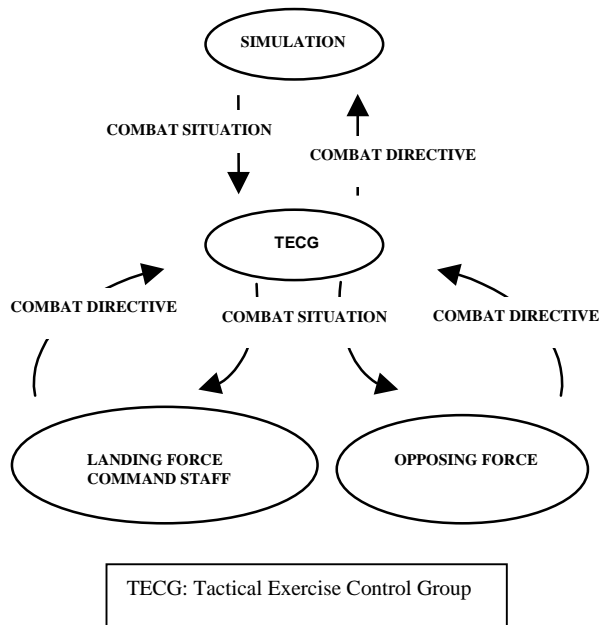 SIMULATION
COMBAT SITUATION
COMBAT DIRECTIVE
TECG
COMBAT DIRECTIVE
COMBAT SITUATION
COMBAT DIRECTIVE
LANDING FORCE
COMMAND STAFF
OPPOSING FORCE
TECG: Tactical Exercise Control Group